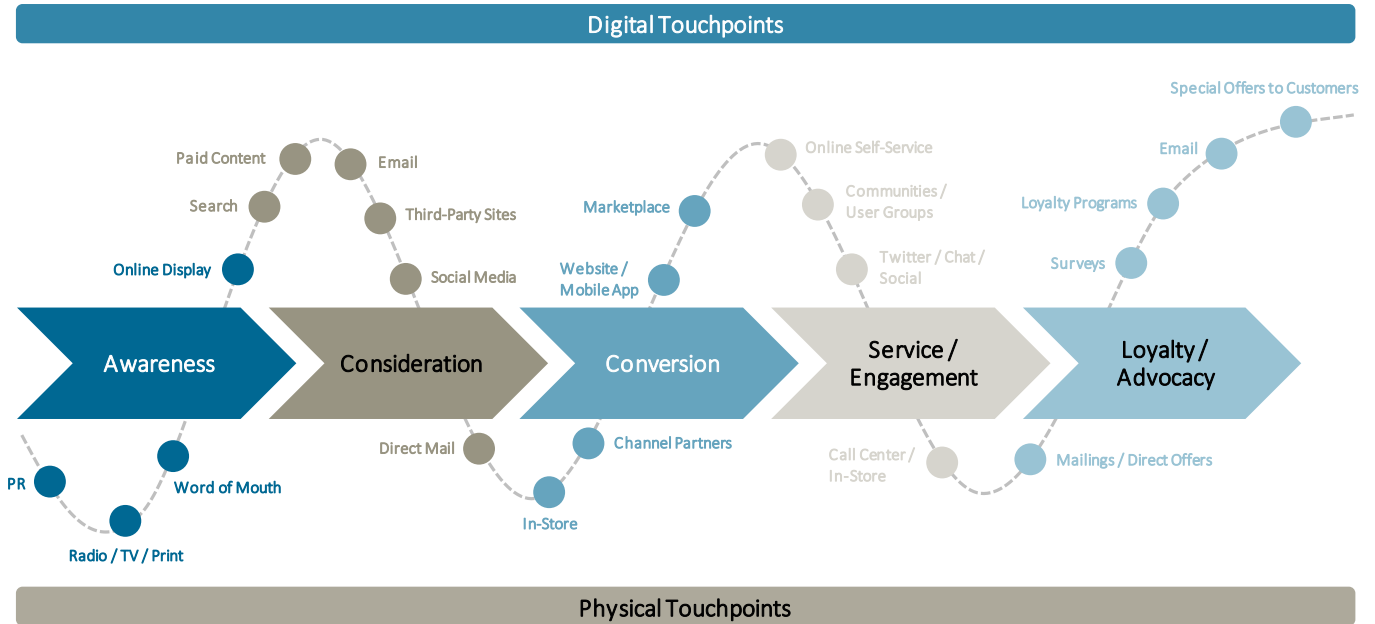 Digital Touchpoints
Special Offers to Customers
Paid Content
Email
Online Self-Service
Email
Search
Third-Party Sites
Marketplace
Communities /
User Groups
Loyalty Programs
Online Display
Social Media
Website /
Mobile App
Twitter / Chat /
Social
Surveys
Awareness
Consideration
Conversion
Service /
Engagement
Loyalty /
Advocacy
PR
Word of Mouth
Radio / TV / Print
Direct Mail
Channel Partners
In-Store
Call Center /
In-Store
Mailings / Direct Offers
Physical Touchpoints